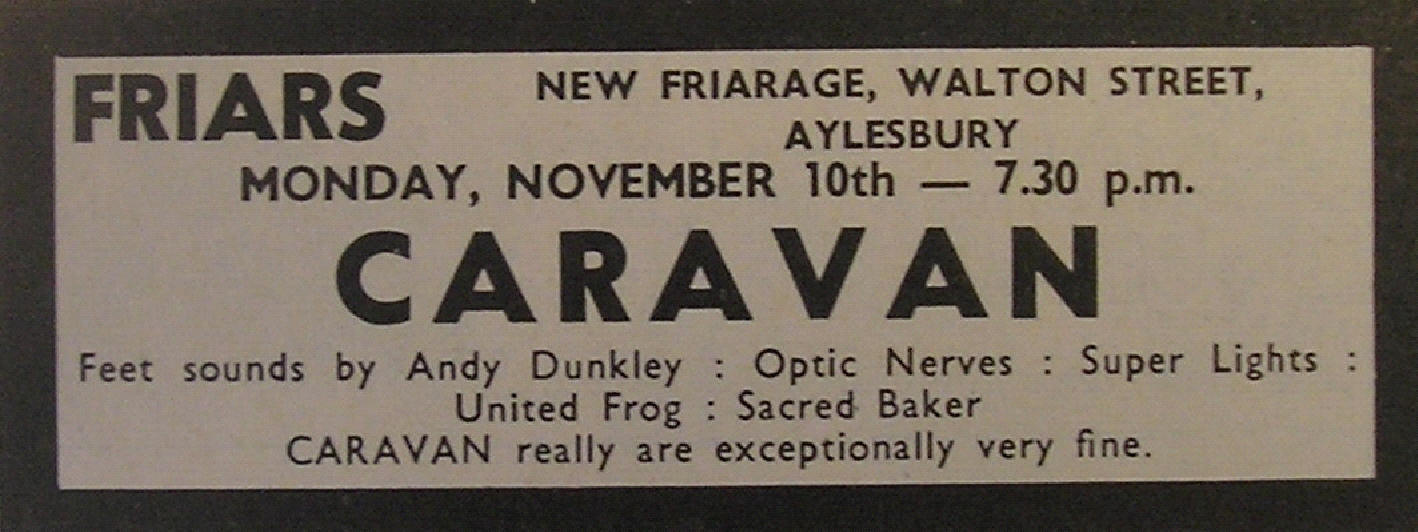 FRIARS NEW FRIARAGE, WALTON STREET,
AYLESBURY
MONDAY, NOVEMBER 10th — 7.30 p.m.
CARAVAN
Feet sounds by Andy Dunkley : Optic Nerves : Super Lights :
United Frog : Sacred Baker
CARAVAN really are exceptionally very fine.